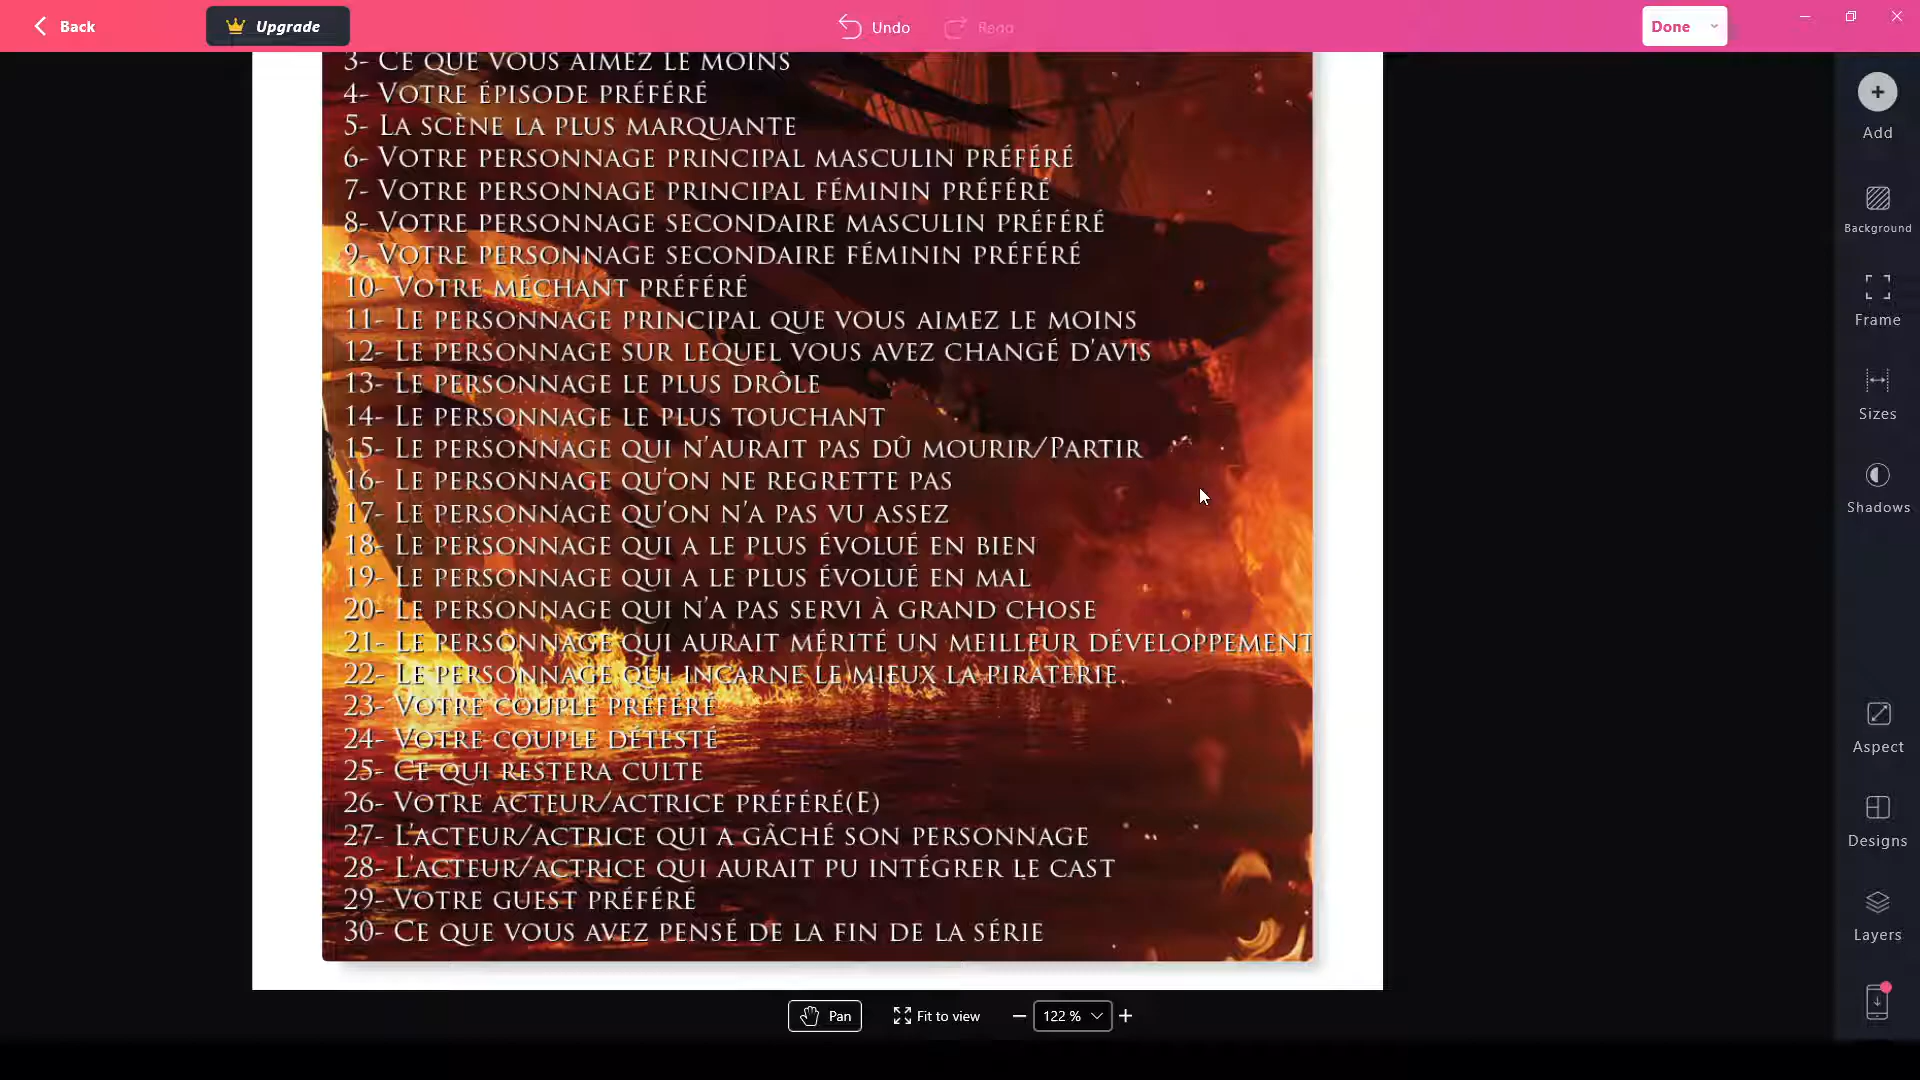 Back
Upgrade
Undo
Redo
Done
3- Ce que vous aimez le moins
4- Votre épisode préféré
5- La scène la plus marquante
6- Votre personnage principal masculin préféré
7- Votre personnage principal féminin préféré
8- Votre personnage secondaire masculin préféré
9- Votre personnage secondaire féminin préféré
10- Votre méchant préféré
11- Le personnage principal que vous aimez le moins
12- Le personnage sur lequel vous avez changé d'avis
13- Le personnage le plus drôle
14- Le personnage le plus touchant
15- Le personnage qui n'aurait pas dû mourir/Partir
16- Le personnage qu'on ne regrette pas
17- Le personnage qu'on n'a pas vu assez
18- Le personnage qui a le plus évolué en bien
19- Le personnage qui a le plus évolué en mal
20- Le personnage qui n'a pas servi à grand chose
21- Le personnage qui aurait mérité un meilleur développement
22- Le personnage qui incarne le mieux la piraterie.
23- Votre couple préféré
24- Votre couple détesté
25- Ce qui restera culte
26- Votre acteur/actrice préféré(e)
27- L'acteur/actrice qui a gâché son personnage
28- L'acteur/actrice qui aurait pu intégrer le cast
29- Votre guest préféré
30- Ce que vous avez pensé de la fin de la série
Add
Background
Frame
Sizes
Shadows
Aspect
Designs
Layers
Pan
Fit to view
122 %